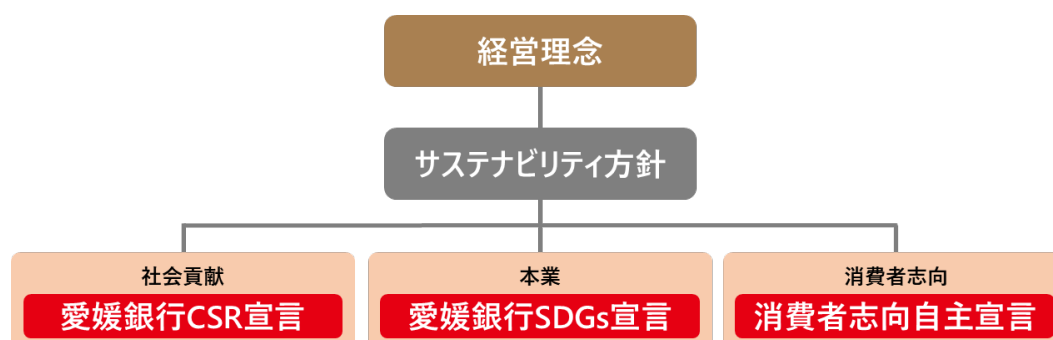 経営理念
サステナビリティ方針
社会貢献
愛媛銀行CSR宣言
本業
愛媛銀行SDGs宣言
消費者志向
消費者志向自主宣言